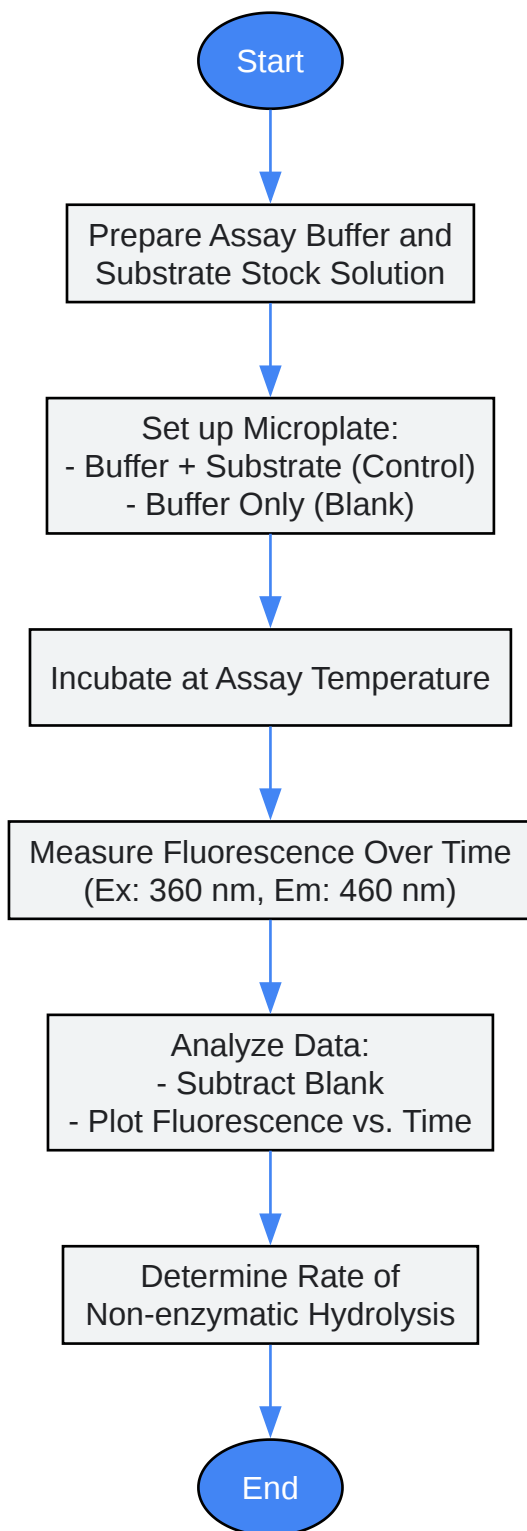 Start
Prepare Assay Buffer and
Substrate Stock Solution
Set up Microplate:
- Buffer + Substrate (Control)
- Buffer Only (Blank)
Incubate at Assay Temperature
Measure Fluorescence Over Time
(Ex: 360 nm, Em: 460 nm)
Analyze Data:
- Subtract Blank
- Plot Fluorescence vs. Time
Determine Rate of
Non-enzymatic Hydrolysis
End